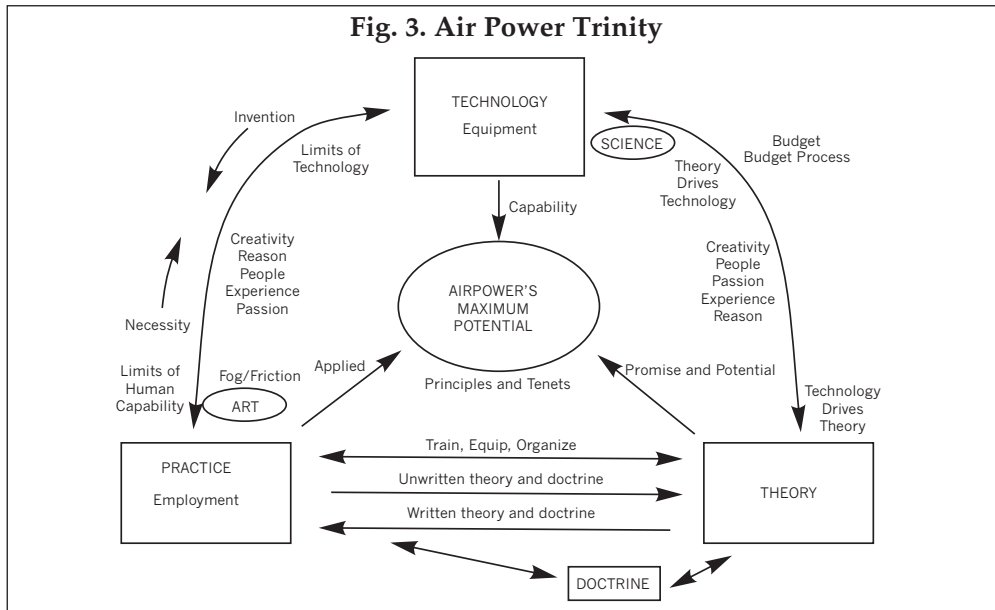 Fig. 3. Air Power Trinity
TECHNOLOGY
Equipment
Invention
Limits of
Technology
SCIENCE
Theory
Drives
Technology
Budget
Budget Process
Capability
Creativity
Reason
People
Experience
Passion
Necessity
AIRPOWER'S
MAXIMUM
POTENTIAL
Creativity
People
Passion
Experience
Reason
Limits of
Human
Capability
Fog/Friction
ART
Applied
Principles and Tenets
Promise and Potential
Technology
Drives
Theory
PRACTICE
Employment
Train, Equip, Organize
Unwritten theory and doctrine
Written theory and doctrine
THEORY
DOCTRINE